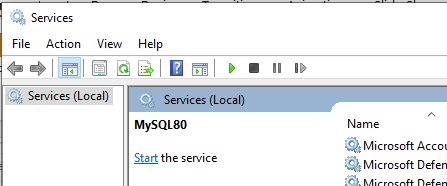 Services
File Action View Help
Services (Local)
Services (Local)
MySQL80
Start the service
Name
Microsoft Accou
Microsoft Defen
Microsoft Defen